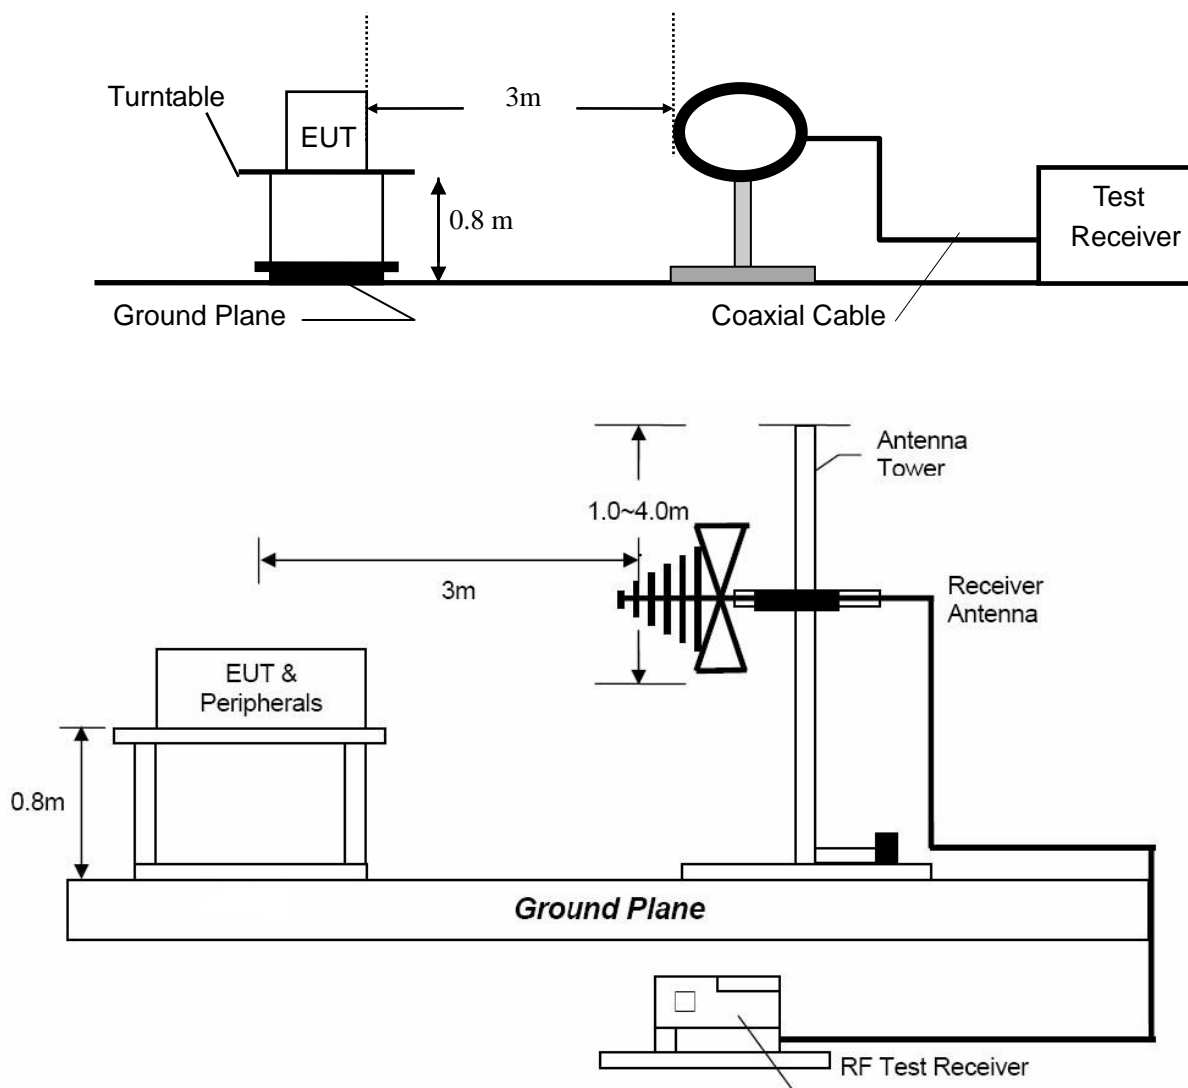 Turntable
3m
EUT
0.8 m
Test
Receiver
Ground Plane
Coaxial Cable
Antenna
Tower
1.0~4.0m
3m
Receiver
Antenna
EUT &
Peripherals
0.8m
Ground Plane
RF Test Receiver